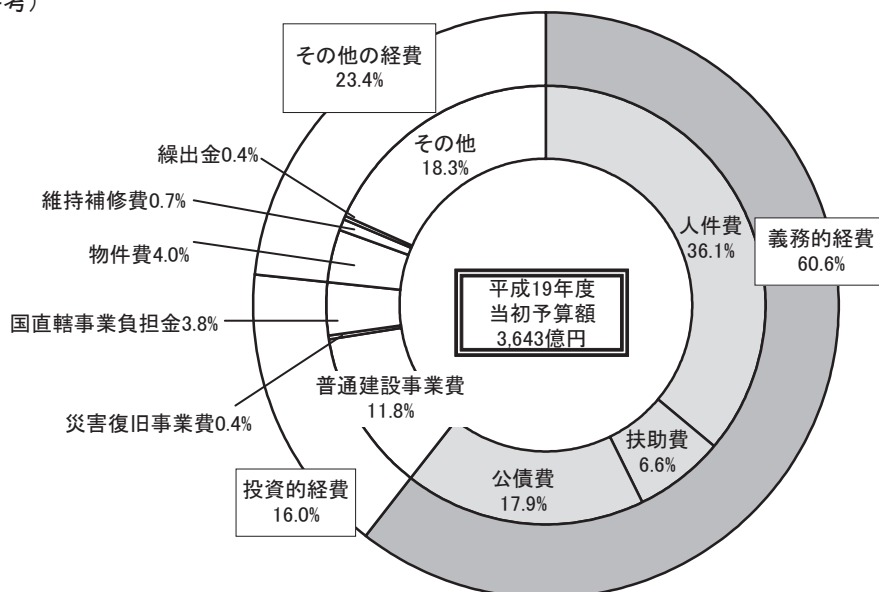 考）
その他の経費
23.4%
その他
18.3%
繰出金0.4%
維持補修費0.7%
物件費4.0%
国直轄事業負担金3.8%
災害復旧事業費0.4%
普通建設事業費
11.8%
投資的経費
16.0%
公債費
17.9%
扶助費
6.6%
人件費
36.1%
義務的経費
60.6%
平成19年度
当初予算額
3,643億円